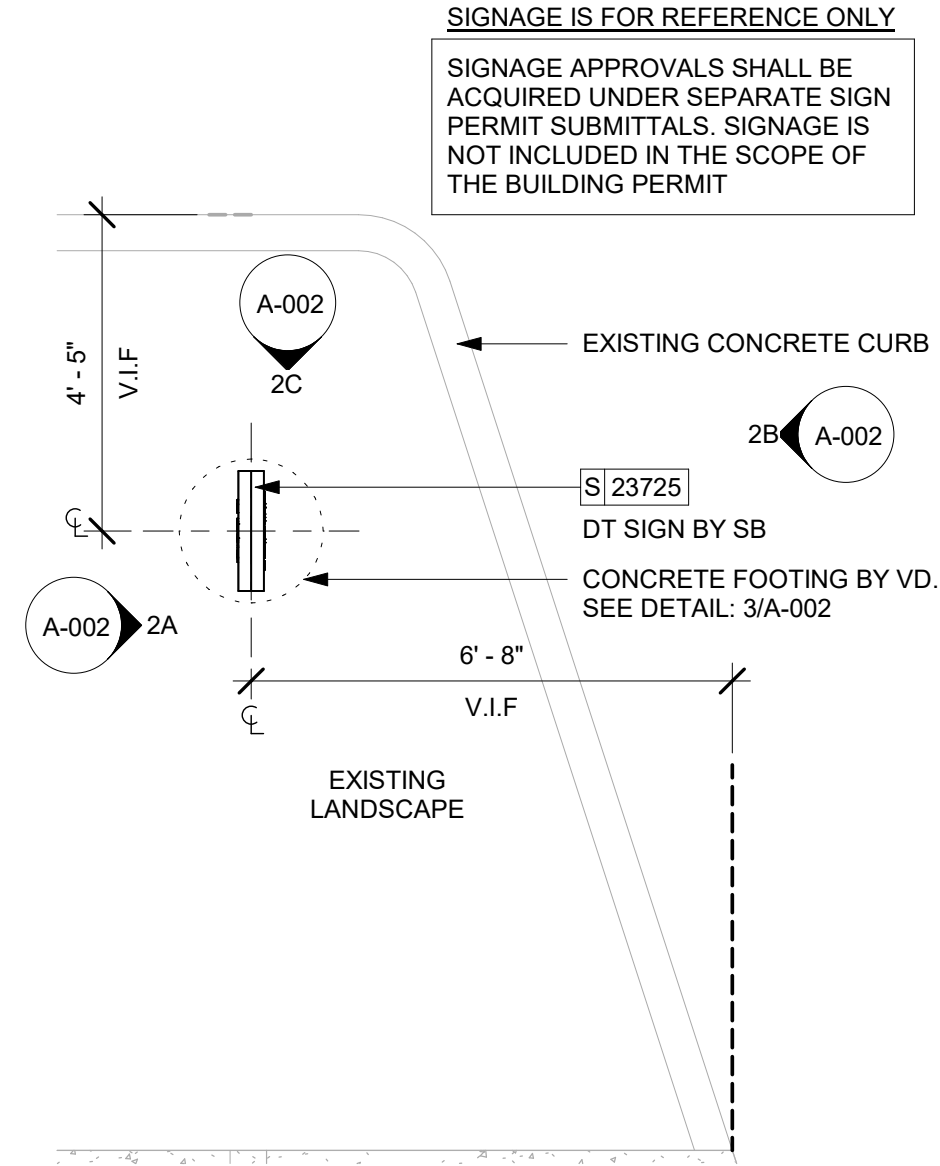 SIGNAGE IS FOR REFERENCE ONLY
SIGNAGE APPROVALS SHALL BE
ACQUIRED UNDER SEPARATE SIGN
PERMIT SUBMITTALS. SIGNAGE IS
NOT INCLUDED IN THE SCOPE OF
THE BUILDING PERMIT
A-002
2C
4' - 5"
V.I.F
EXISTING CONCRETE CURB
2B
A-002
S 23725
DT SIGN BY SB
℄
CONCRETE FOOTING BY VD.
SEE DETAIL: 3/A-002
A-002
2A
6' - 8"
V.I.F
℄
EXISTING
LANDSCAPE